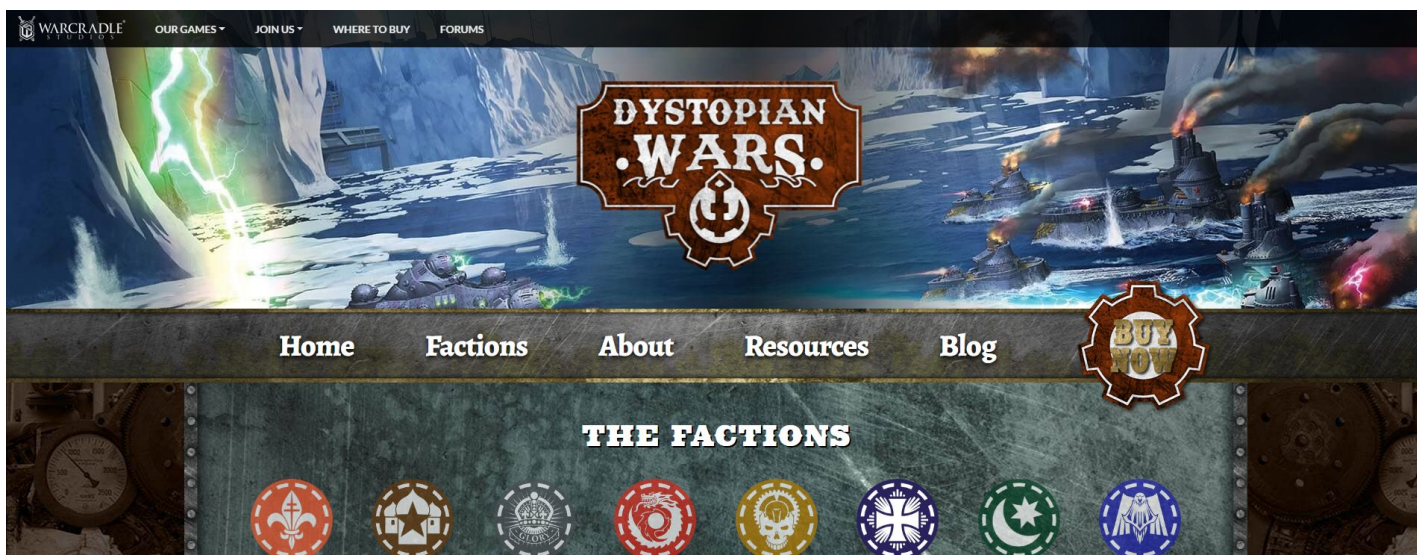 WARCRADLE
STUDIOS
OUR GAMES
JOIN US
WHERE TO BUY
FORUMS
DYSTOPIAN
WARS
Home
Factions
About
Resources
Blog
BUY
NOW
THE FACTIONS
GLORY